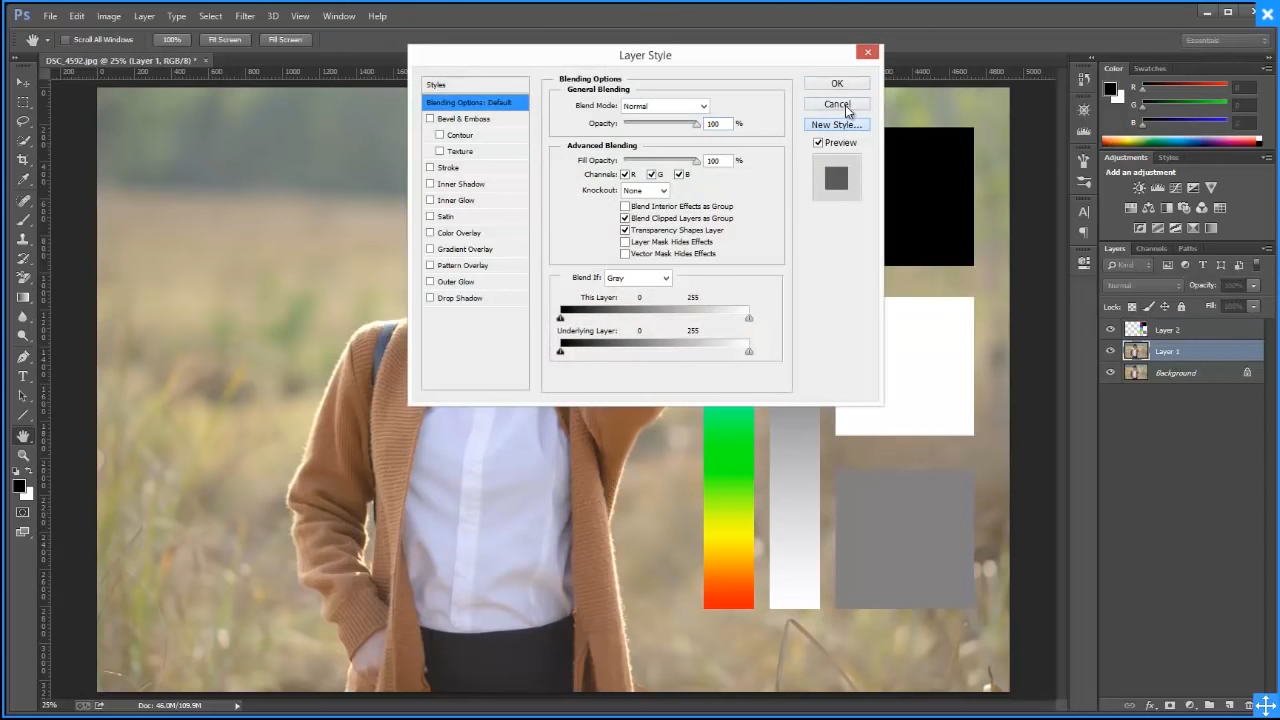 Ps File Edit Image Layer Type Select Filter 3D View Window Help
Scroll All Windows 100% Fit Screen Fill Screen Essentials
DSC_4592.jpg @ 25% (Layer 1, RGB/8) * ×
Layer Style
Styles
Blending Options: Default
Bevel & Emboss
Contour
Texture
Stroke
Inner Shadow
Inner Glow
Satin
Color Overlay
Gradient Overlay
Pattern Overlay
Outer Glow
Drop Shadow
Blending Options
General Blending
Blend Mode: Normal
Opacity: 100 %
Advanced Blending
Fill Opacity: 100 %
Channels: R G B
Knockout: None
Blend Interior Effects as Group
Blend Clipped Layers as Group
Transparency Shapes Layer
Layer Mask Hides Effects
Vector Mask Hides Effects
Blend If: Gray
This Layer: 0 255
Underlying Layer: 0 255
OK
Cancel
New Style...
Preview
Color Swatches
R
G
B
Adjustments Styles
Add an adjustment
Layers Channels Paths
Kind
Normal Opacity: 100%
Lock: Fill: 100%
Layer 2
Layer 1
Background
25% Doc: 46.0M/109.9M